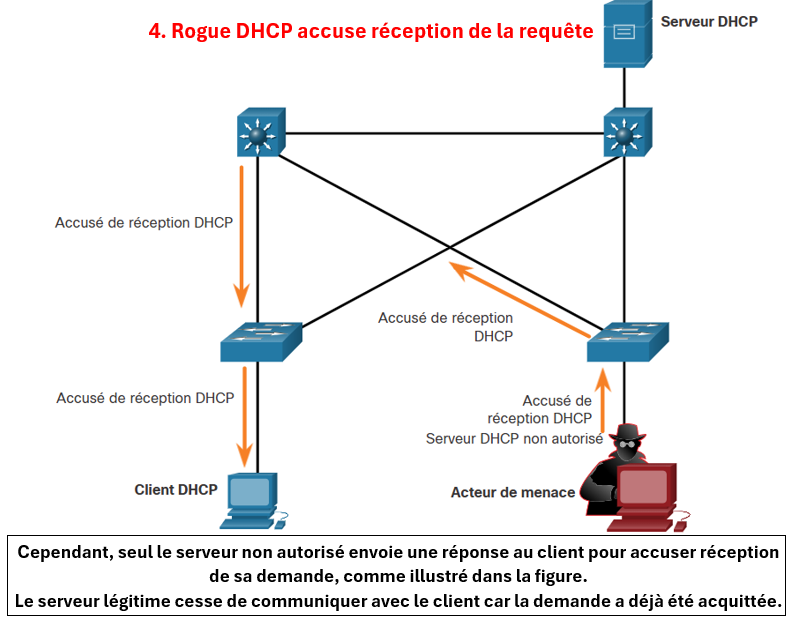 4. Rogue DHCP accuse réception de la requête
Serveur DHCP
Accusé de réception DHCP
Accusé de réception
DHCP
Accusé de réception DHCP
Accusé de
réception DHCP
Serveur DHCP non autorisé
Client DHCP
Acteur de menace
Cependant, seul le serveur non autorisé envoie une réponse au client pour accuser réception
de sa demande, comme illustré dans la figure.
Le serveur légitime cesse de communiquer avec le client car la demande a déjà été acquittée.